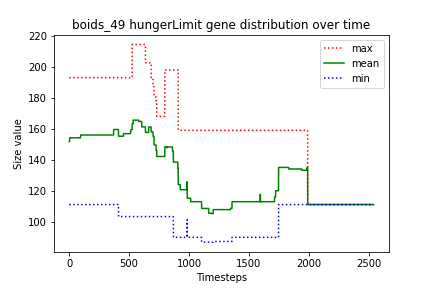 boids_49 hungerLimit gene distribution over time
max
mean
min
Size value
220
200
180
160
140
120
100
0
500
1000
1500
2000
2500
Timesteps